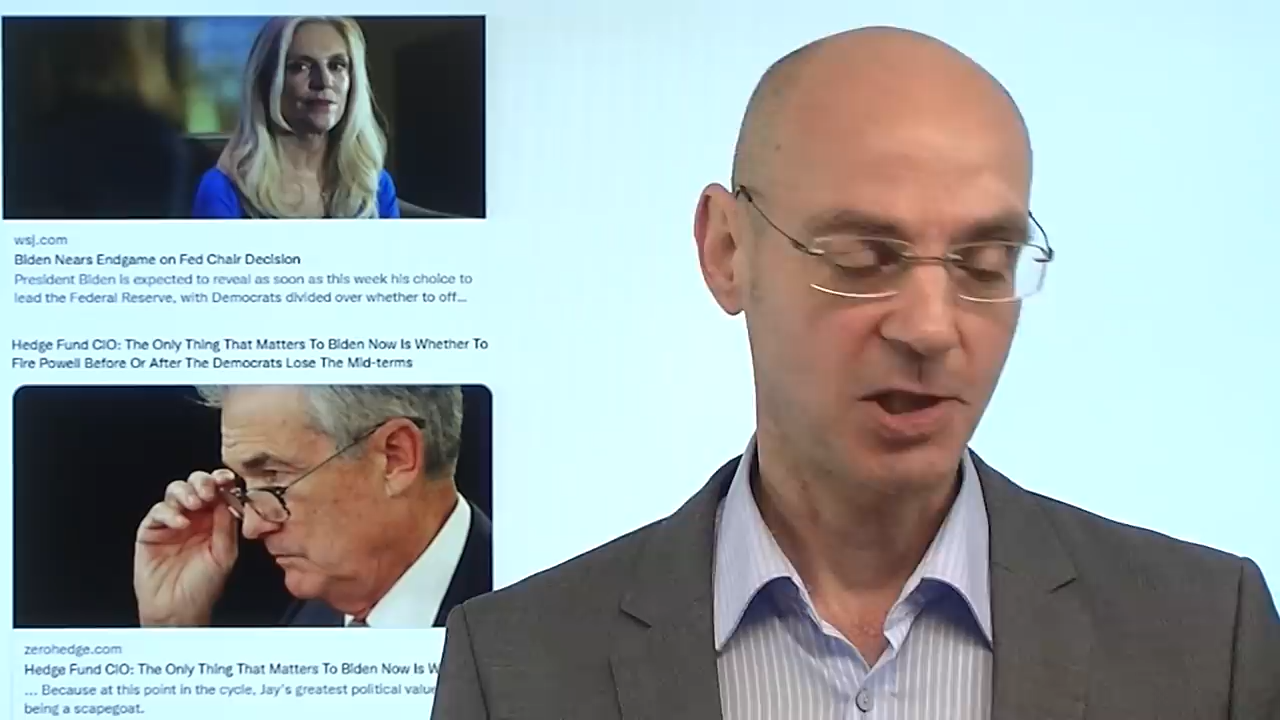 wsj.com
Biden Nears Endgame on Fed Chair Decision
President Biden is expected to reveal as soon as this week his choice to
lead the Federal Reserve, with Democrats divided over whether to off...
Hedge Fund CIO: The Only Thing That Matters To Biden Now Is Whether To
Fire Powell Before Or After The Democrats Lose The Mid-terms
zerohedge.com
Hedge Fund CIO: The Only Thing That Matters To Biden Now Is W
... Because at this point in the cycle, Jay's greatest political value
being a scapegoat.